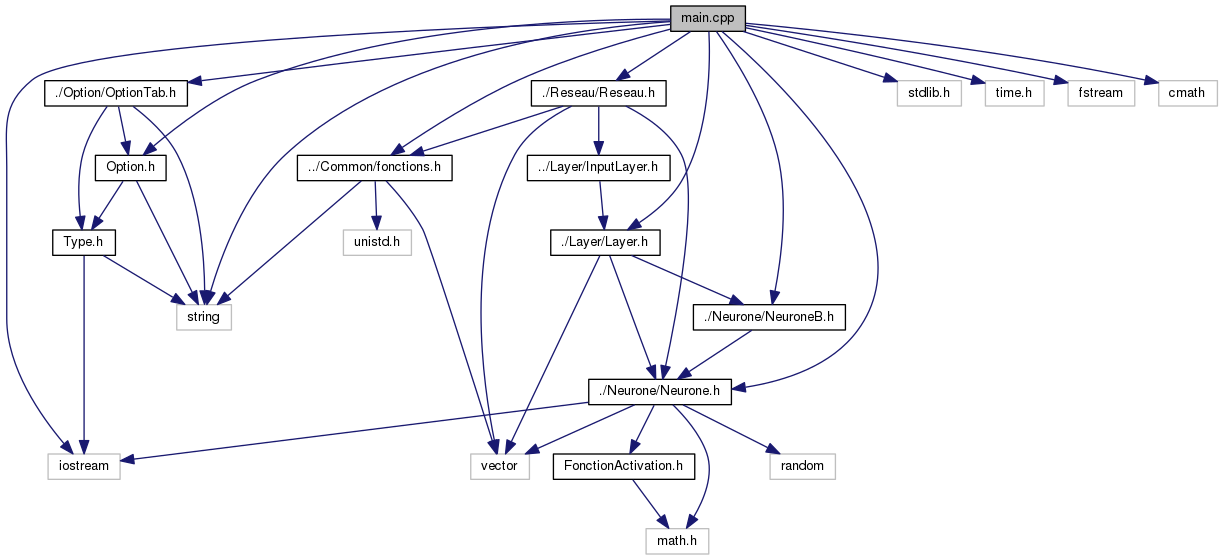 main.cpp
./Option/OptionTab.h
./Reseau/Reseau.h
stdlib.h
time.h
fstream
cmath
Option.h
../Common/fonctions.h
../Layer/InputLayer.h
Type.h
unistd.h
./Layer/Layer.h
string
./Neurone/NeuroneB.h
./Neurone/Neurone.h
iostream
vector
FonctionActivation.h
random
math.h